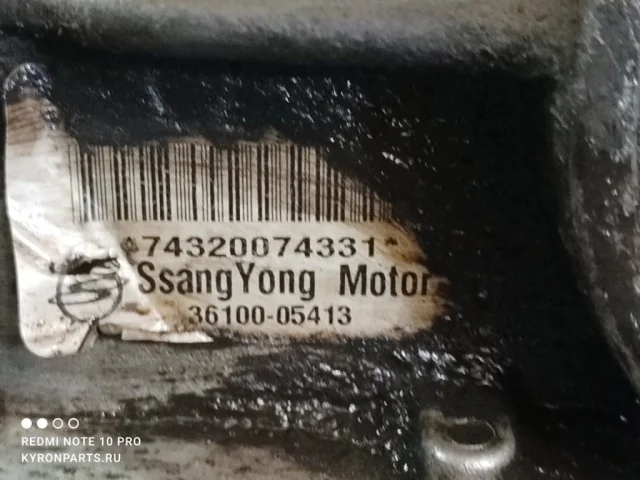 *74320074331*
SsangYong Motor
36100-05413
REDMI NOTE 10 PRO
KYRONPARTS.RU